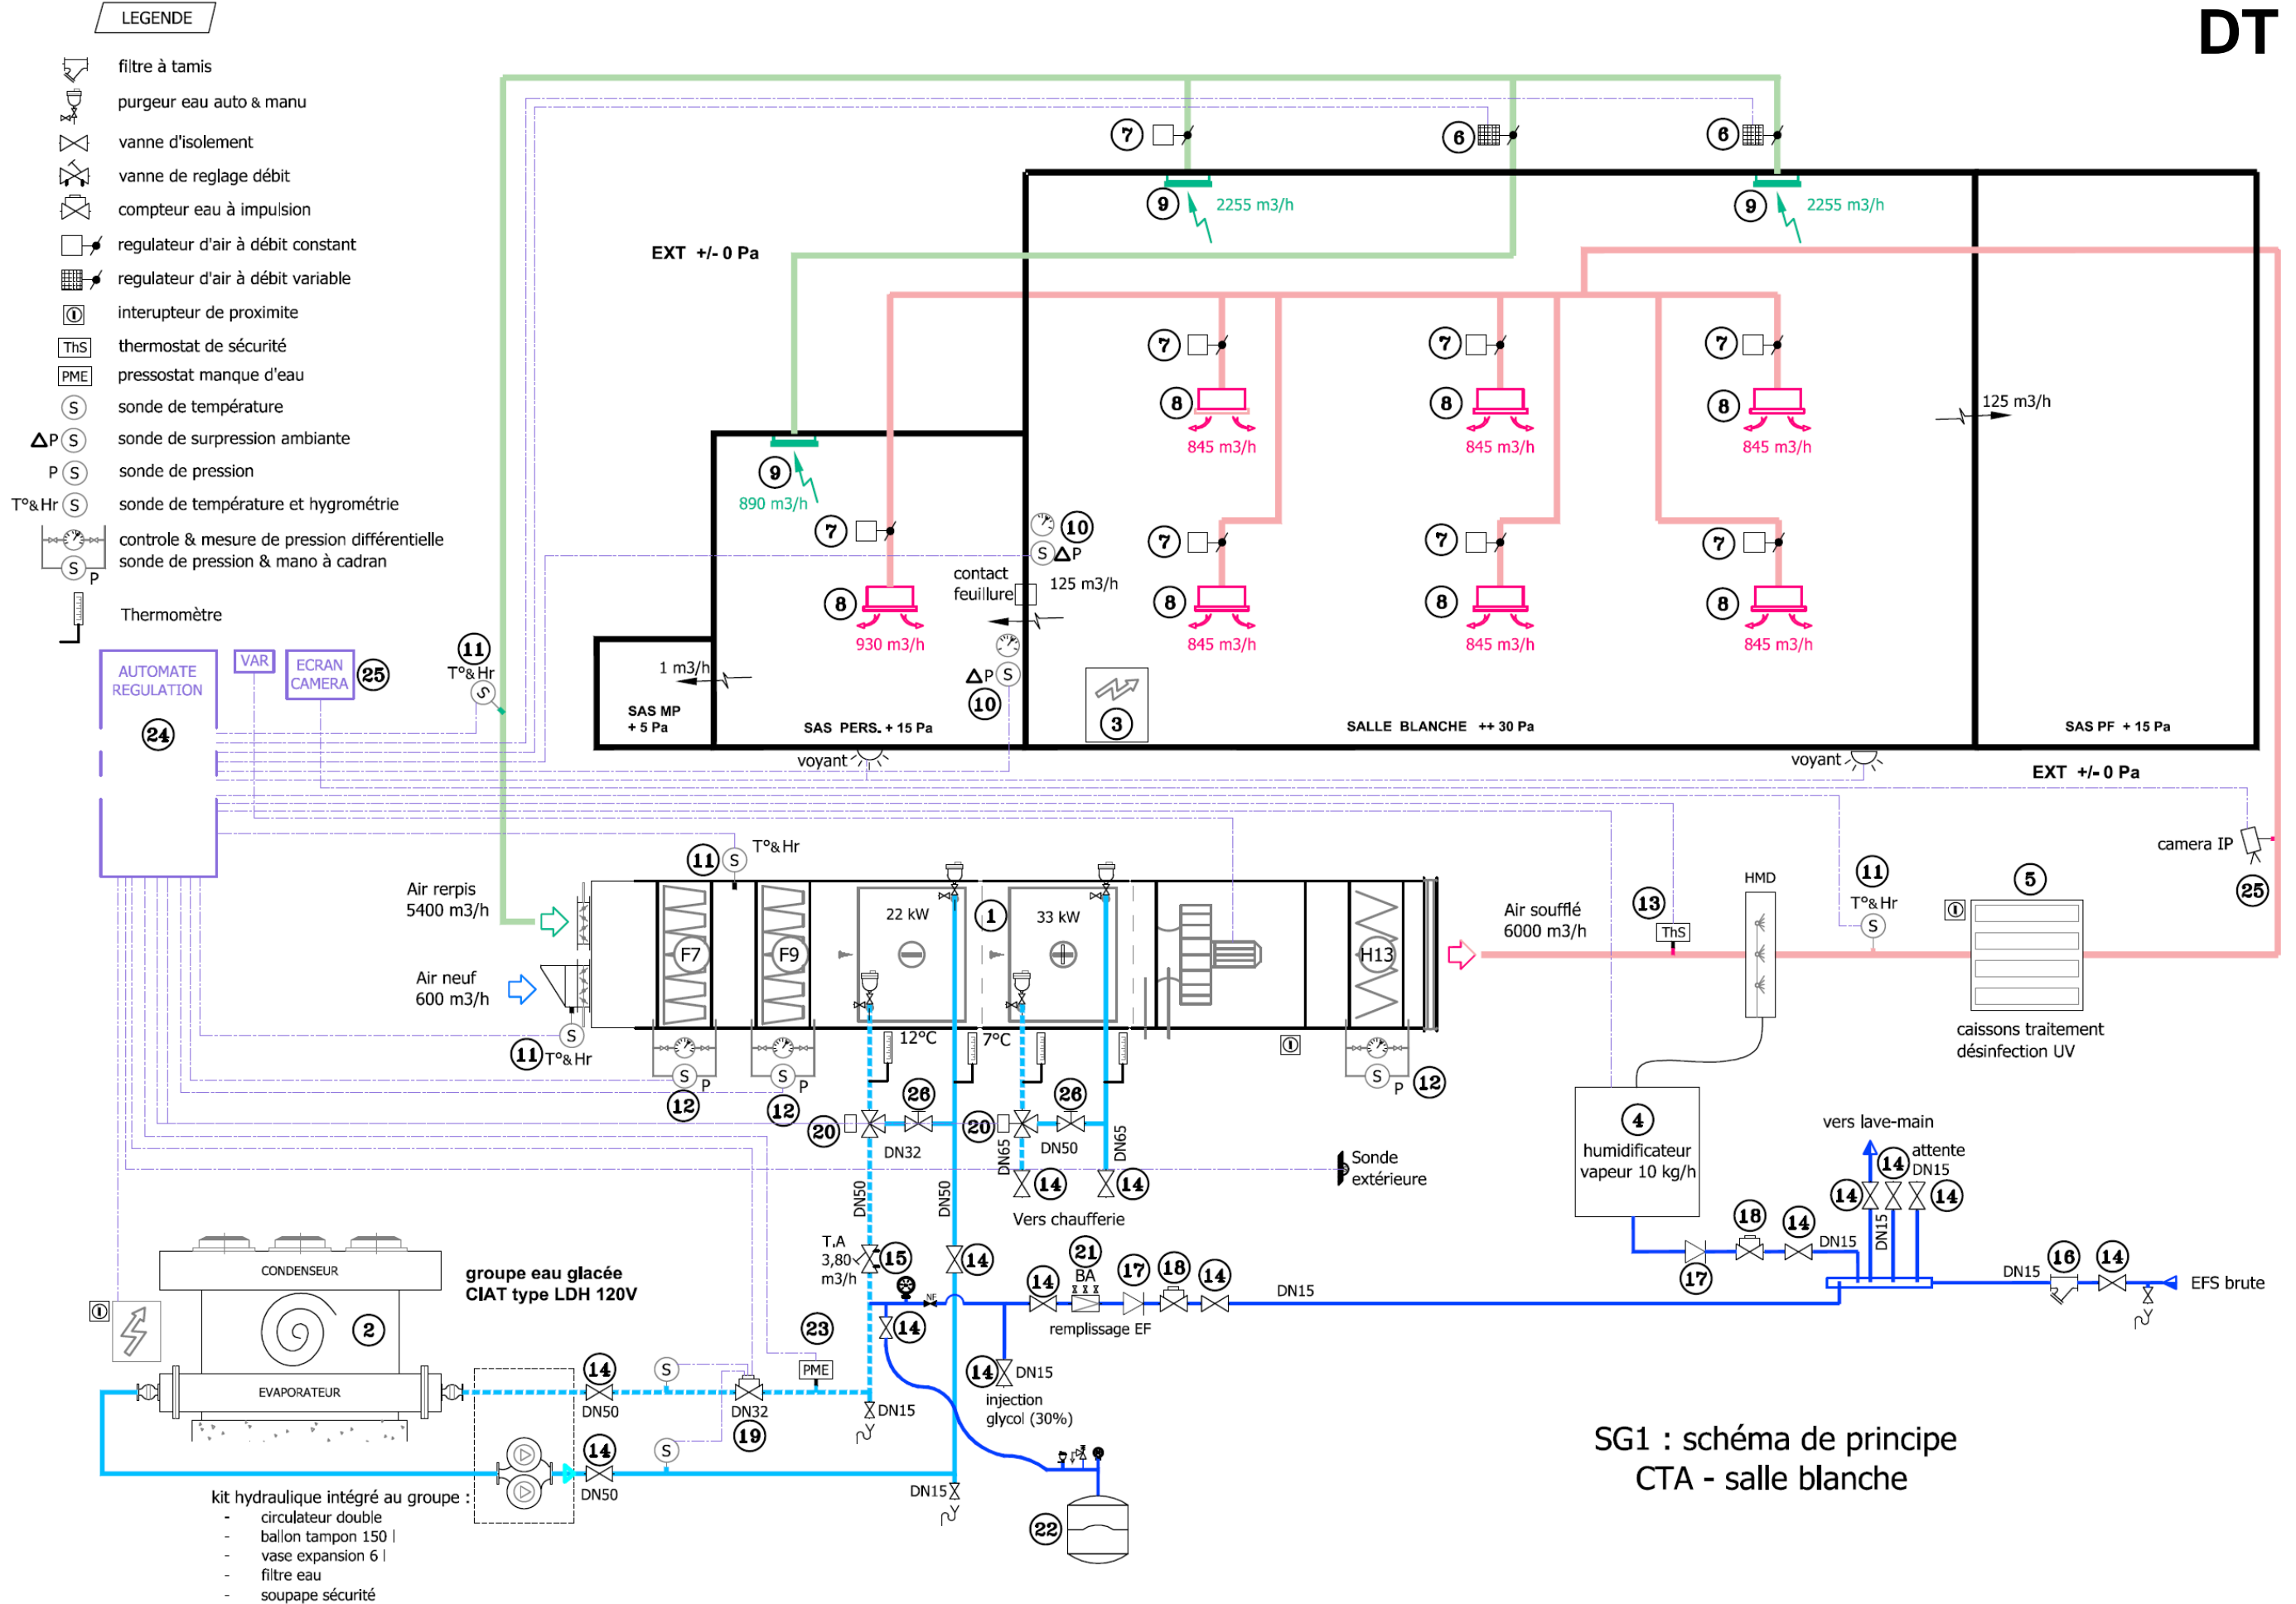 DT
LEGENDE
filtre à tamis
purgeur eau auto & manu
vanne d'isolement
vanne de reglage débit
compteur eau à impulsion
regulateur d'air à débit constant
regulateur d'air à débit variable
interupteur de proximite
ThS thermostat de sécurité
PME pressostat manque d'eau
S sonde de température
ΔP S sonde de surpression ambiante
P S sonde de pression
T°&Hr S sonde de température et hygrométrie
controle & mesure de pression différentielle
S P sonde de pression & mano à cadran
Thermomètre
7
6
6
9
2255 m3/h
9
2255 m3/h
EXT +/- 0 Pa
7
7
7
8
8
8
845 m3/h
845 m3/h
845 m3/h
125 m3/h
9
890 m3/h
7
10
S ΔP
7
7
7
contact
feuillure
125 m3/h
8
930 m3/h
8
8
8
845 m3/h
845 m3/h
845 m3/h
1 m3/h
ΔP S
10
3
SAS MP
+ 5 Pa
SAS PERS. + 15 Pa
SALLE BLANCHE ++ 30 Pa
SAS PF + 15 Pa
voyant
voyant
EXT +/- 0 Pa
AUTOMATE
REGULATION
24
VAR
ECRAN
CAMERA
25
11
T°&Hr
S
11
S
T°&Hr
camera IP
25
Air rerpis
5400 m3/h
Air neuf
600 m3/h
F7
F9
22 kW
1
33 kW
H13
Air soufflé
6000 m3/h
13
ThS
HMD
11
T°&Hr
S
5
caissons traitement
désinfection UV
11
S
T°&Hr
12°C
7°C
S P
12
S P
12
S P
12
20
26
DN32
20
26
DN50
DN65
DN65
14
14
Vers chaufferie
Sonde
extérieure
4
humidificateur
vapeur 10 kg/h
vers lave-main
attente
DN15
14
14
14
DN15
18
14
DN15
17
16
14
DN15
EFS brute
DN50
DN50
T.A
3,80
m3/h
15
14
NF
14
14
21
BA
17
18
14
DN15
remplissage EF
14
DN15
injection
glycol (30%)
CONDENSEUR
2
EVAPORATEUR
groupe eau glacée
CIAT type LDH 120V
14
DN50
S
DN32
19
23
PME
DN15
14
DN50
S
DN15
22
kit hydraulique intégré au groupe :
- circulateur double
- ballon tampon 150 l
- vase expansion 6 l
- filtre eau
- soupape sécurité
SG1 : schéma de principe
CTA - salle blanche